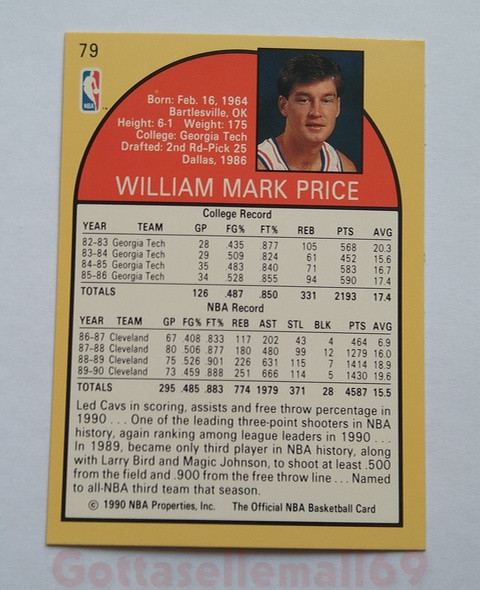 79
NBA
Born: Feb. 16, 1964
Bartlesville, OK
Height: 6-1 Weight: 175
College: Georgia Tech
Drafted: 2nd Rd-Pick 25
Dallas, 1986
WILLIAM MARK PRICE
College Record
YEAR TEAM GP FG% FT% REB PTS AVG
82-83 Georgia Tech 28 .435 .877 105 568 20.3
83-84 Georgia Tech 29 .509 .824 61 452 15.6
84-85 Georgia Tech 35 .483 .840 71 583 16.7
85-86 Georgia Tech 34 .528 .855 94 590 17.4
TOTALS 126 .487 .850 331 2193 17.4
NBA Record
YEAR TEAM GP FG% FT% REB AST STL BLK PTS AVG
86-87 Cleveland 67 .408 .833 117 202 43 4 464 6.9
87-88 Cleveland 80 .506 .877 180 480 99 12 1279 16.0
88-89 Cleveland 75 .526 .901 226 631 115 7 1414 18.9
89-90 Cleveland 73 .459 .888 251 666 114 5 1430 19.6
TOTALS 295 .485 .883 774 1979 371 28 4587 15.5
Led Cavs in scoring, assists and free throw percentage in
1990 . . . One of the leading three-point shooters in NBA
history, again ranking among league leaders in 1990 . . .
In 1989, became only third player in NBA history, along
with Larry Bird and Magic Johnson, to shoot at least .500
from the field and .900 from the free throw line . . . Named
to all-NBA third team that season.
© 1990 NBA Properties, Inc. The Official NBA Basketball Card
Gottasellemall69